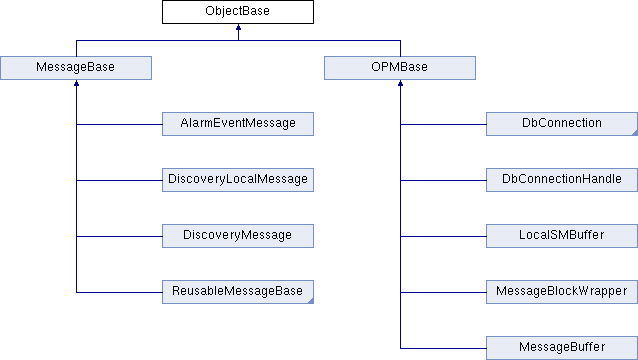 ObjectBase
MessageBase
OPMBase
AlarmEventMessage
DbConnection
DiscoveryLocalMessage
DbConnectionHandle
DiscoveryMessage
LocalSMBuffer
ReusableMessageBase
MessageBlockWrapper
MessageBuffer